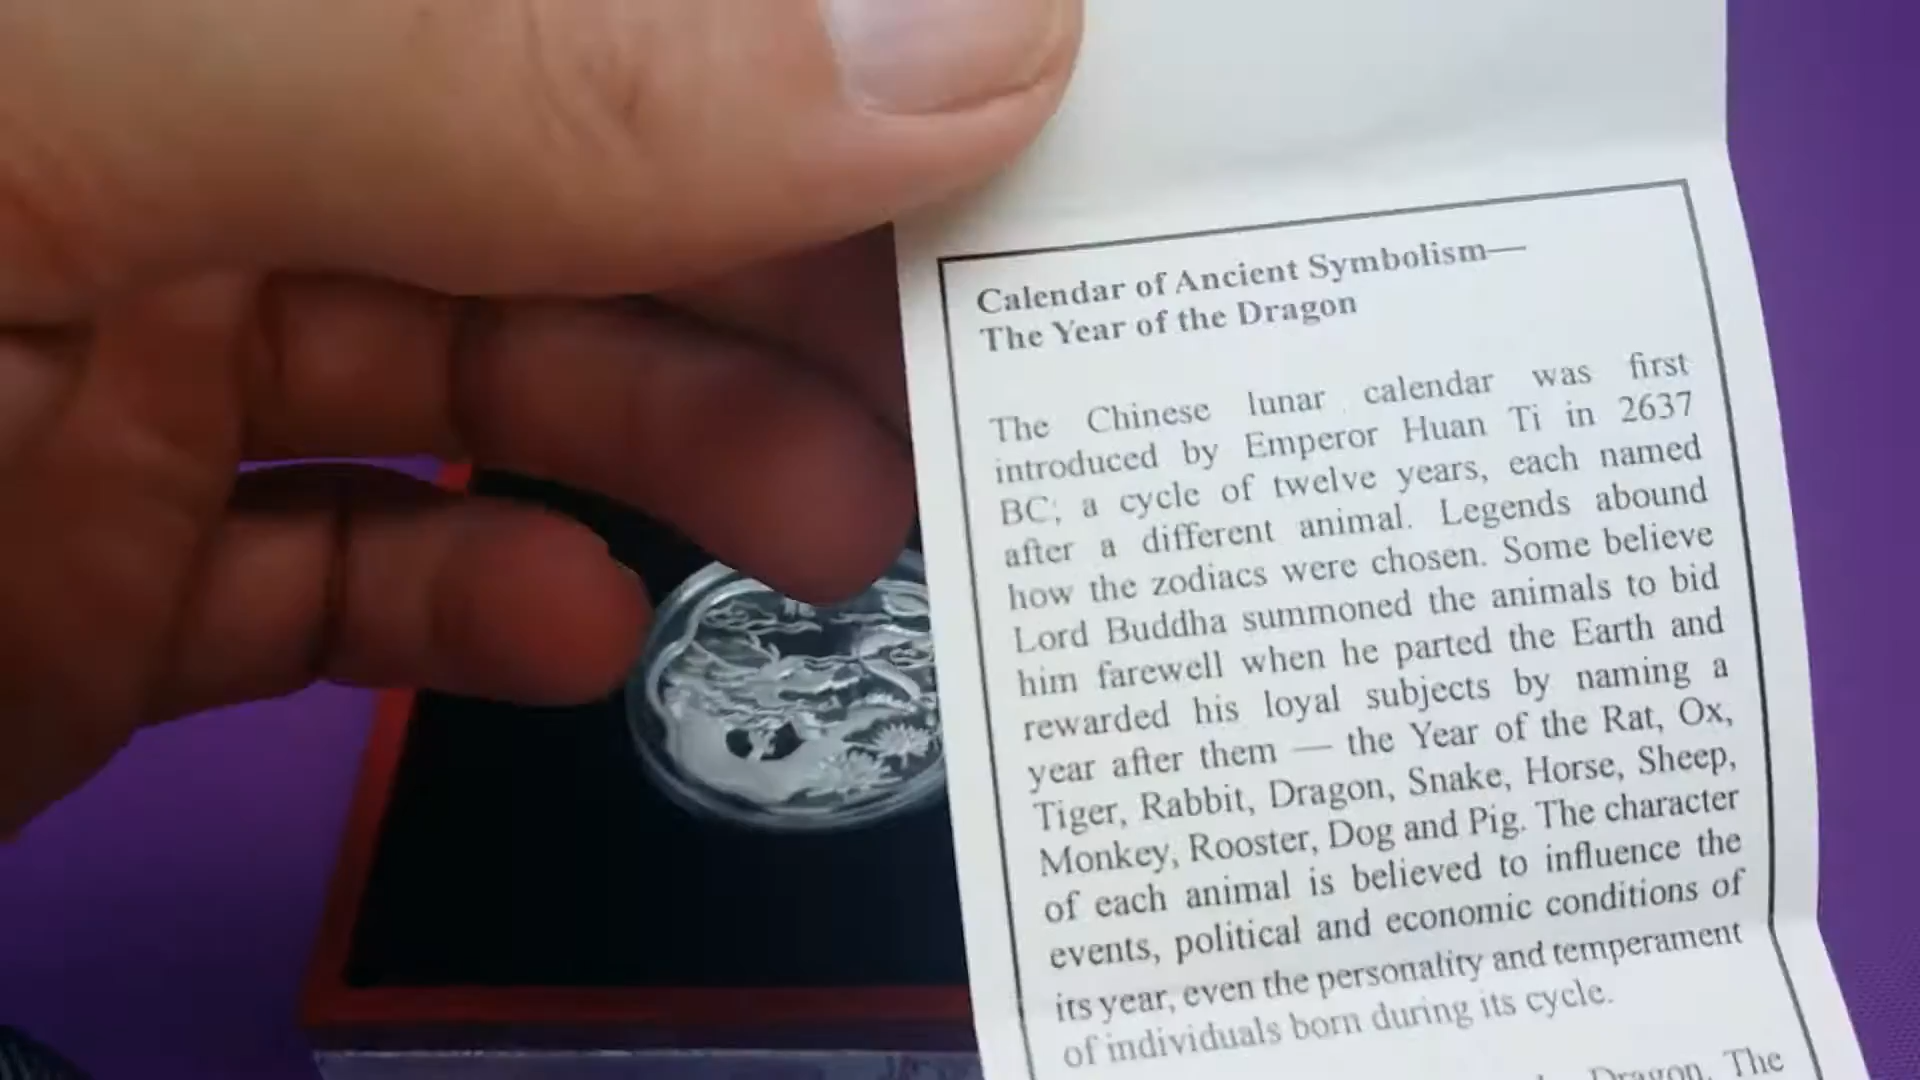 Calendar of Ancient Symbolism—
The Year of the Dragon
The Chinese lunar calendar was first
introduced by Emperor Huan Ti in 2637
BC; a cycle of twelve years, each named
after a different animal. Legends abound
how the zodiacs were chosen. Some believe
Lord Buddha summoned the animals to bid
him farewell when he parted the Earth and
rewarded his loyal subjects by naming a
year after them — the Year of the Rat, Ox,
Tiger, Rabbit, Dragon, Snake, Horse, Sheep,
Monkey, Rooster, Dog and Pig. The character
of each animal is believed to influence the
events, political and economic conditions of
its year, even the personality and temperament
of individuals born during its cycle.
Dragon. The